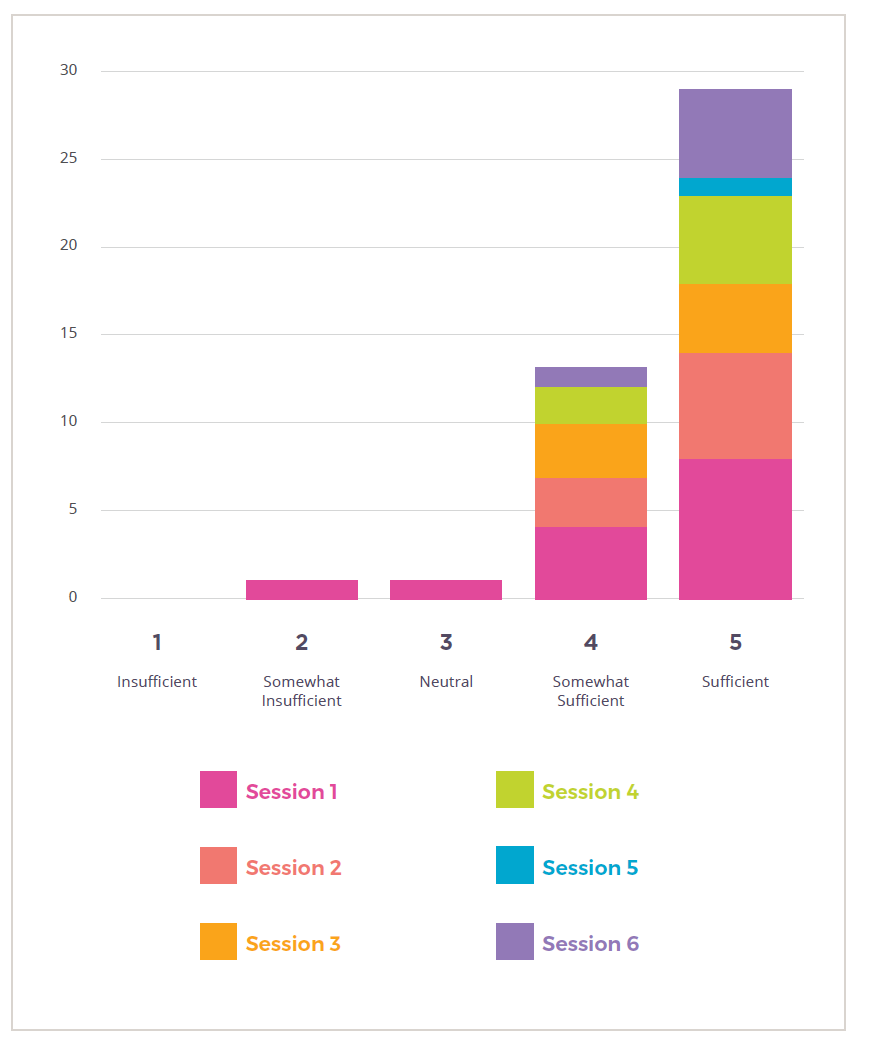 30
25
20
15
10
5
0
1
2
3
4
5
Insufficient
Somewhat
Insufficient
Neutral
Somewhat
Sufficient
Sufficient
Session 1
Session 4
Session 2
Session 5
Session 3
Session 6